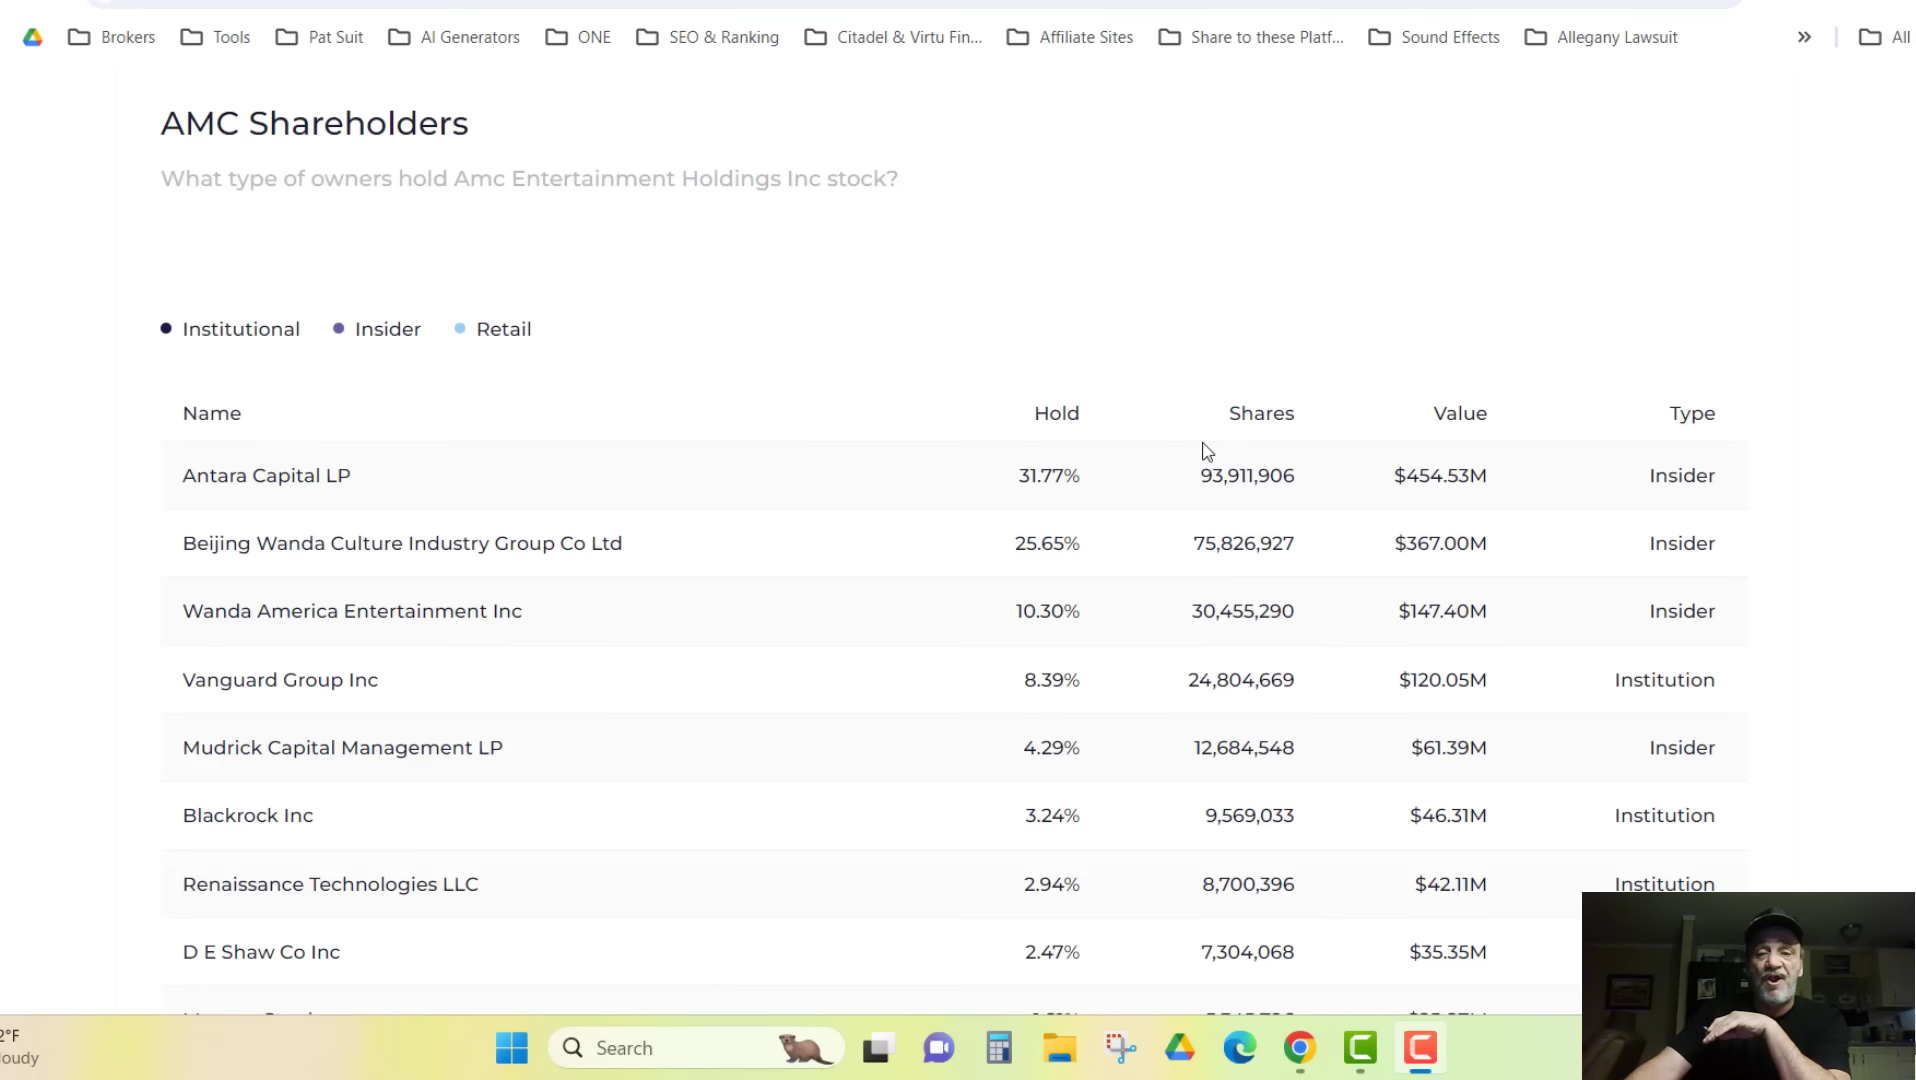 Brokers Tools Pat Suit AI Generators ONE SEO & Ranking Citadel & Virtu Fin... Affiliate Sites Share to these Platf... Sound Effects Allegany Lawsuit » All
AMC Shareholders
What type of owners hold Amc Entertainment Holdings Inc stock?
Institutional Insider Retail
Name Hold Shares Value Type
Antara Capital LP 31.77% 93,911,906 $454.53M Insider
Beijing Wanda Culture Industry Group Co Ltd 25.65% 75,826,927 $367.00M Insider
Wanda America Entertainment Inc 10.30% 30,455,290 $147.40M Insider
Vanguard Group Inc 8.39% 24,804,669 $120.05M Institution
Mudrick Capital Management LP 4.29% 12,684,548 $61.39M Insider
Blackrock Inc 3.24% 9,569,033 $46.31M Institution
Renaissance Technologies LLC 2.94% 8,700,396 $42.11M Institution
D E Shaw Co Inc 2.47% 7,304,068 $35.35M
2°F
loudy
Search